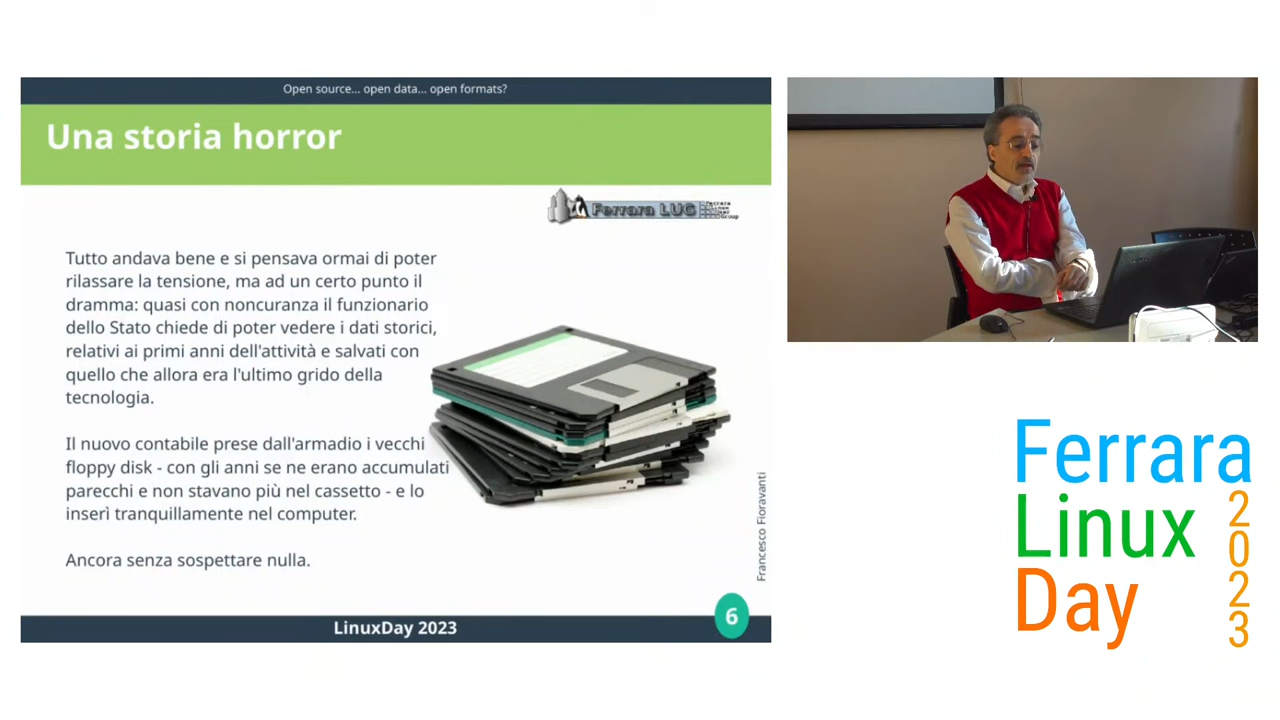 Open source... open data... open formats?
Una storia horror
Ferrara LUG
Ferrara
Linux
User
Group
Tutto andava bene e si pensava ormai di poter
rilassare la tensione, ma ad un certo punto il
dramma: quasi con noncuranza il funzionario
dello Stato chiede di poter vedere i dati storici,
relativi ai primi anni dell'attività e salvati con
quello che allora era l'ultimo grido della
tecnologia.
Il nuovo contabile prese dall'armadio i vecchi
floppy disk - con gli anni se ne erano accumulati
parecchi e non stavano più nel cassetto - e lo
inserì tranquillamente nel computer.
Ancora senza sospettare nulla.
Francesco Fioravanti
LinuxDay 2023
6
Ferrara
Linux
Day
2023